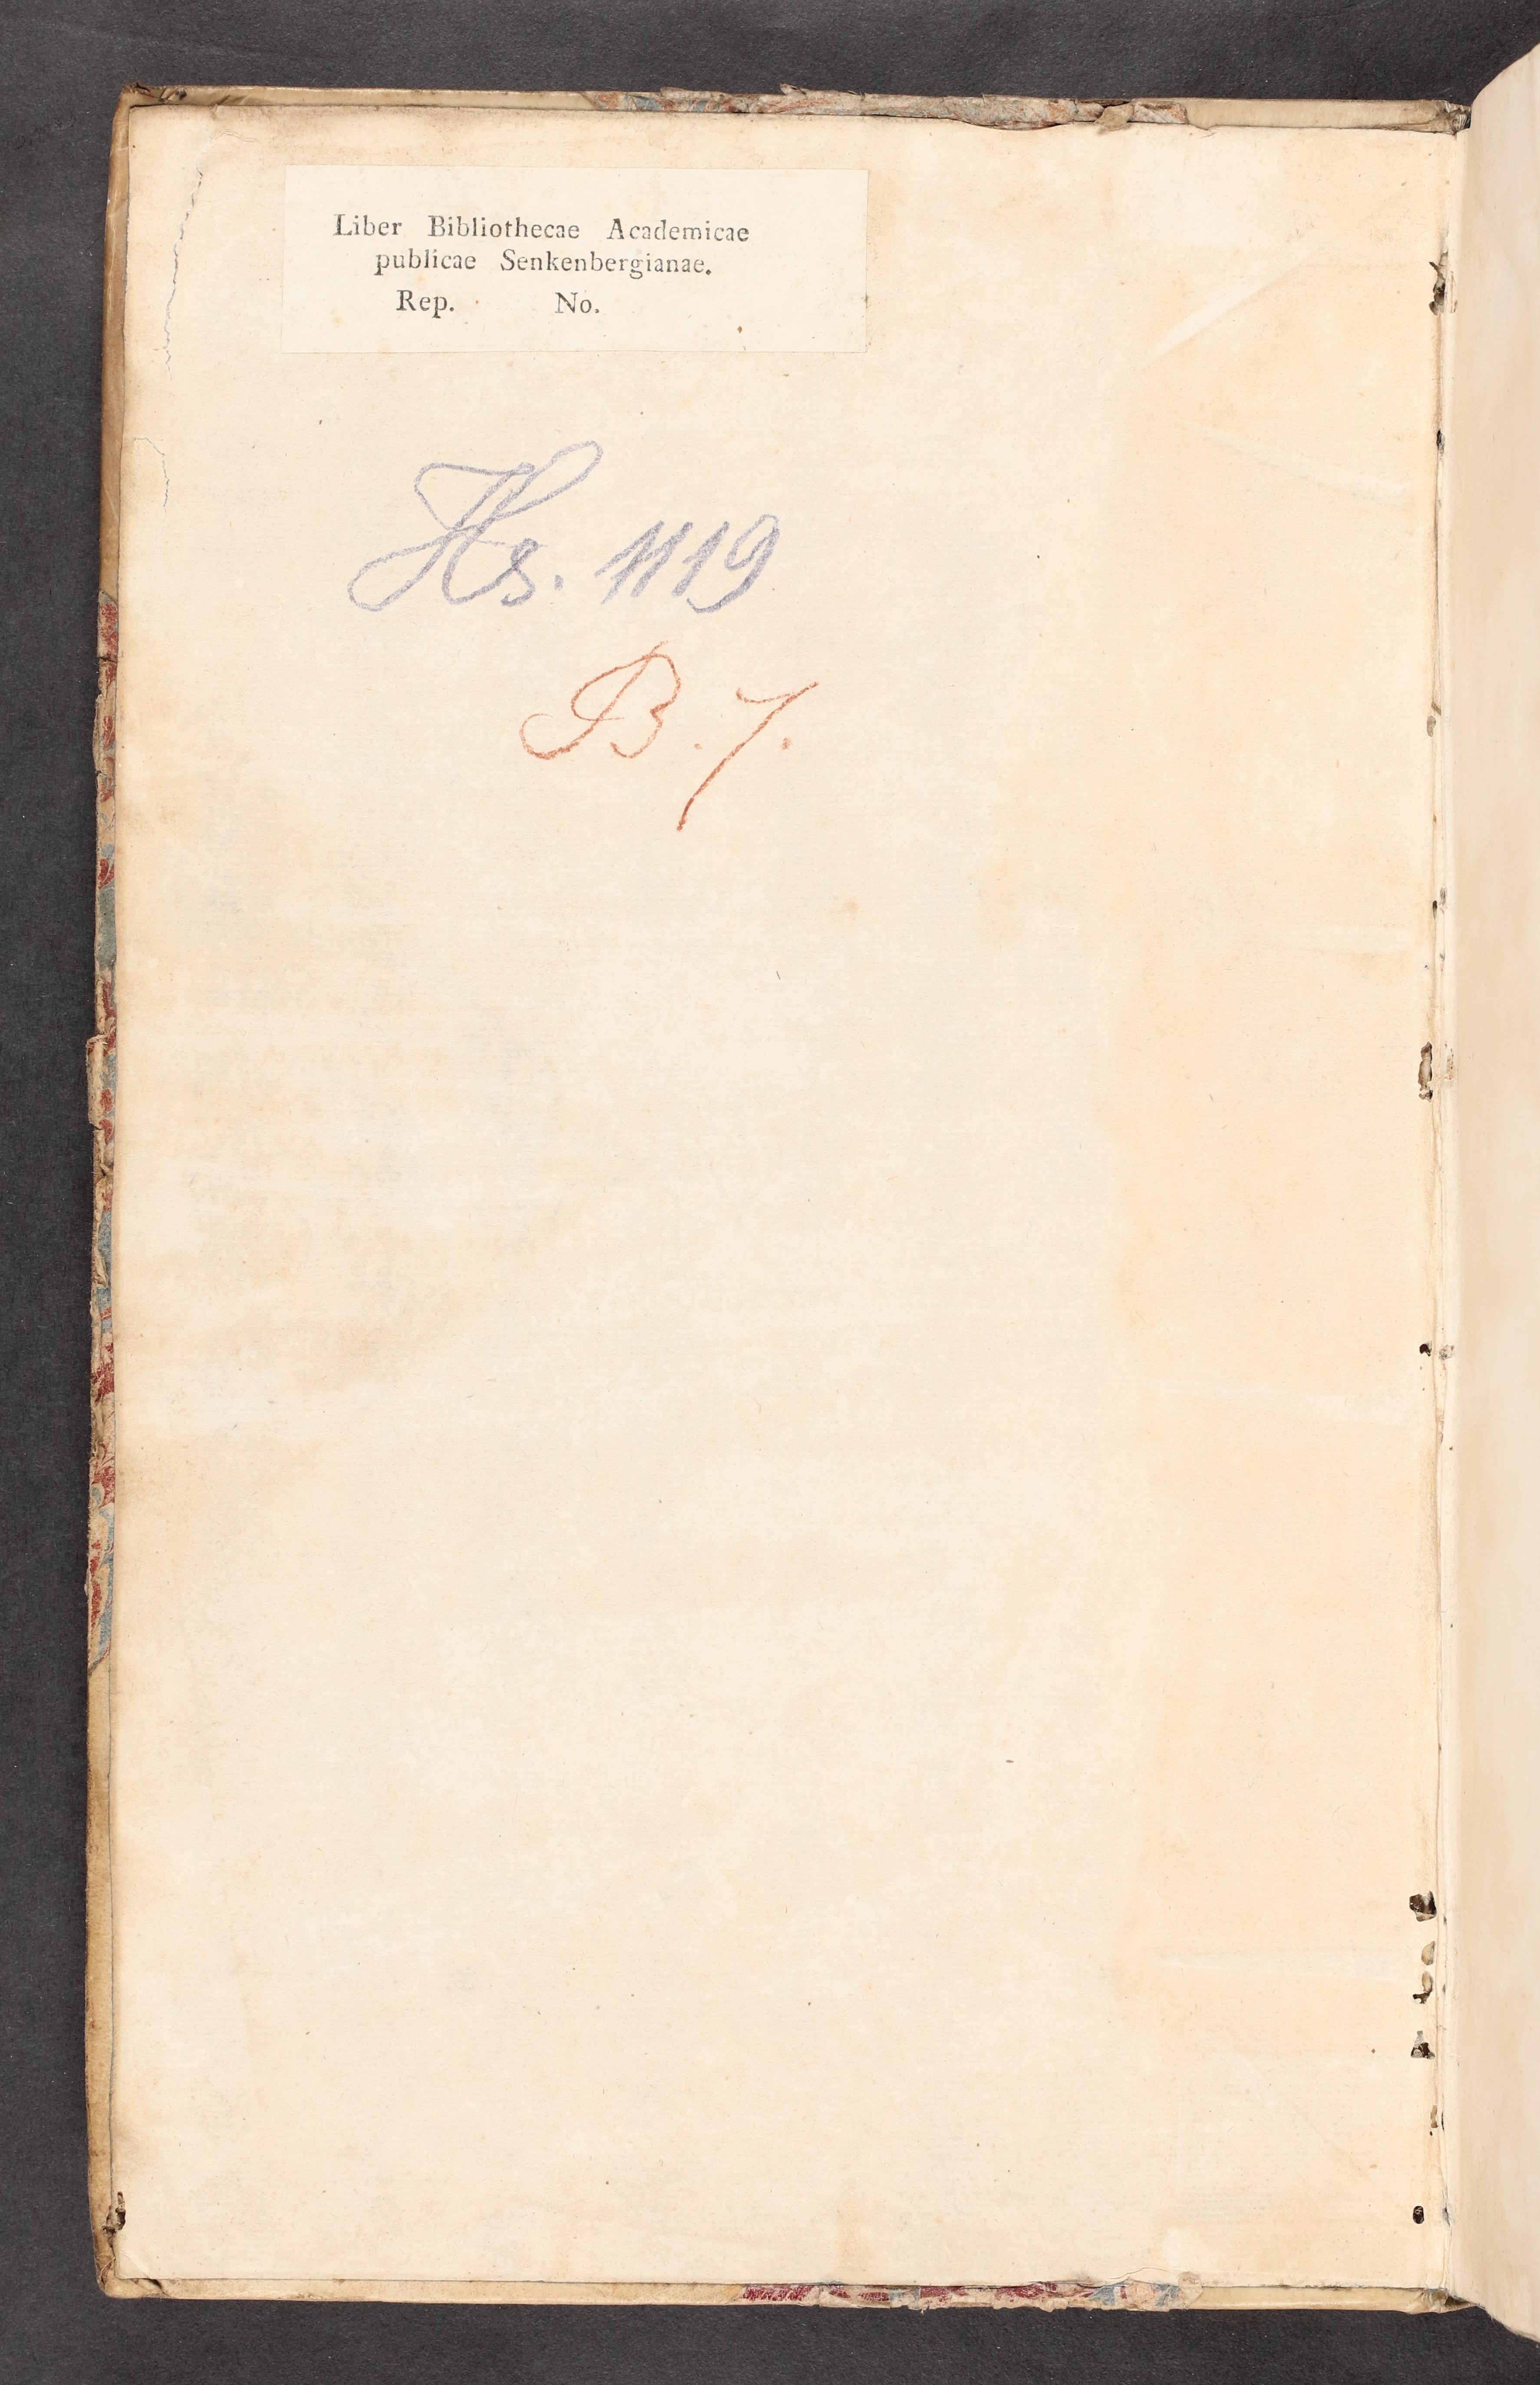 Liber Bibliothecae Academicae
publicae Senkenbergianae.
Rep. No.
Hs. 1119
B. 7.